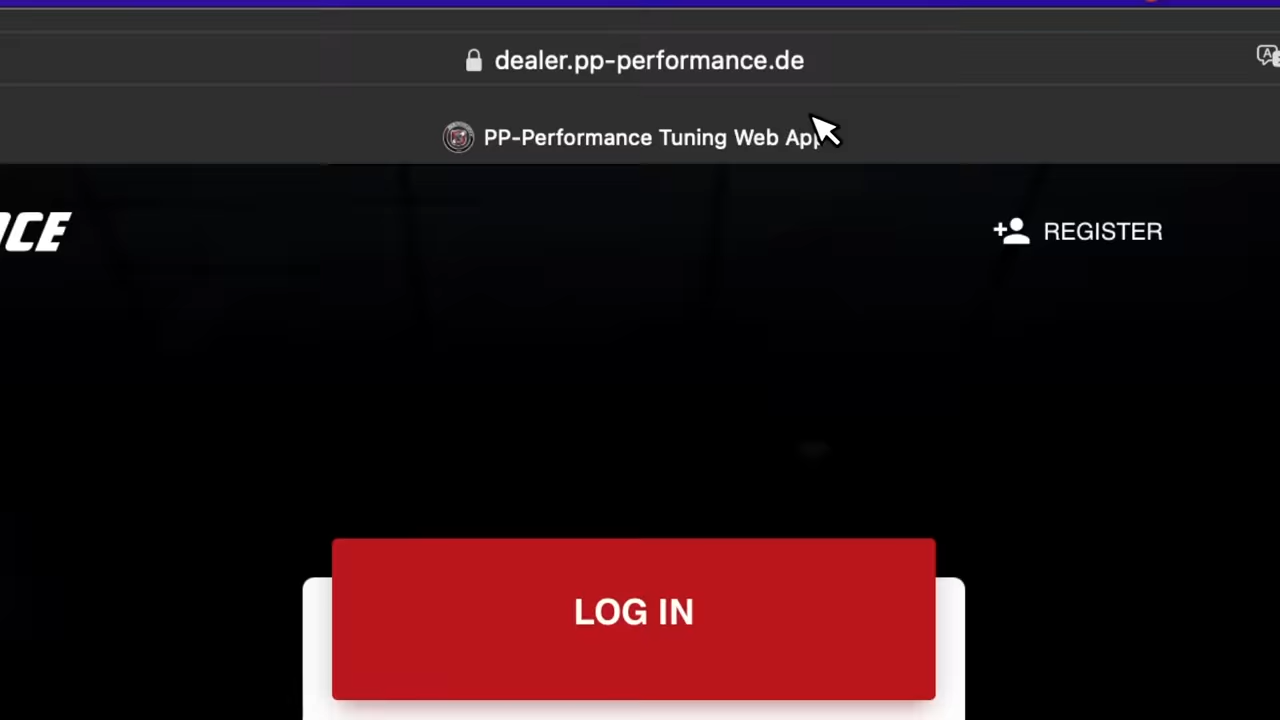 dealer.pp-performance.de
PP-Performance Tuning Web App
REGISTER
LOG IN